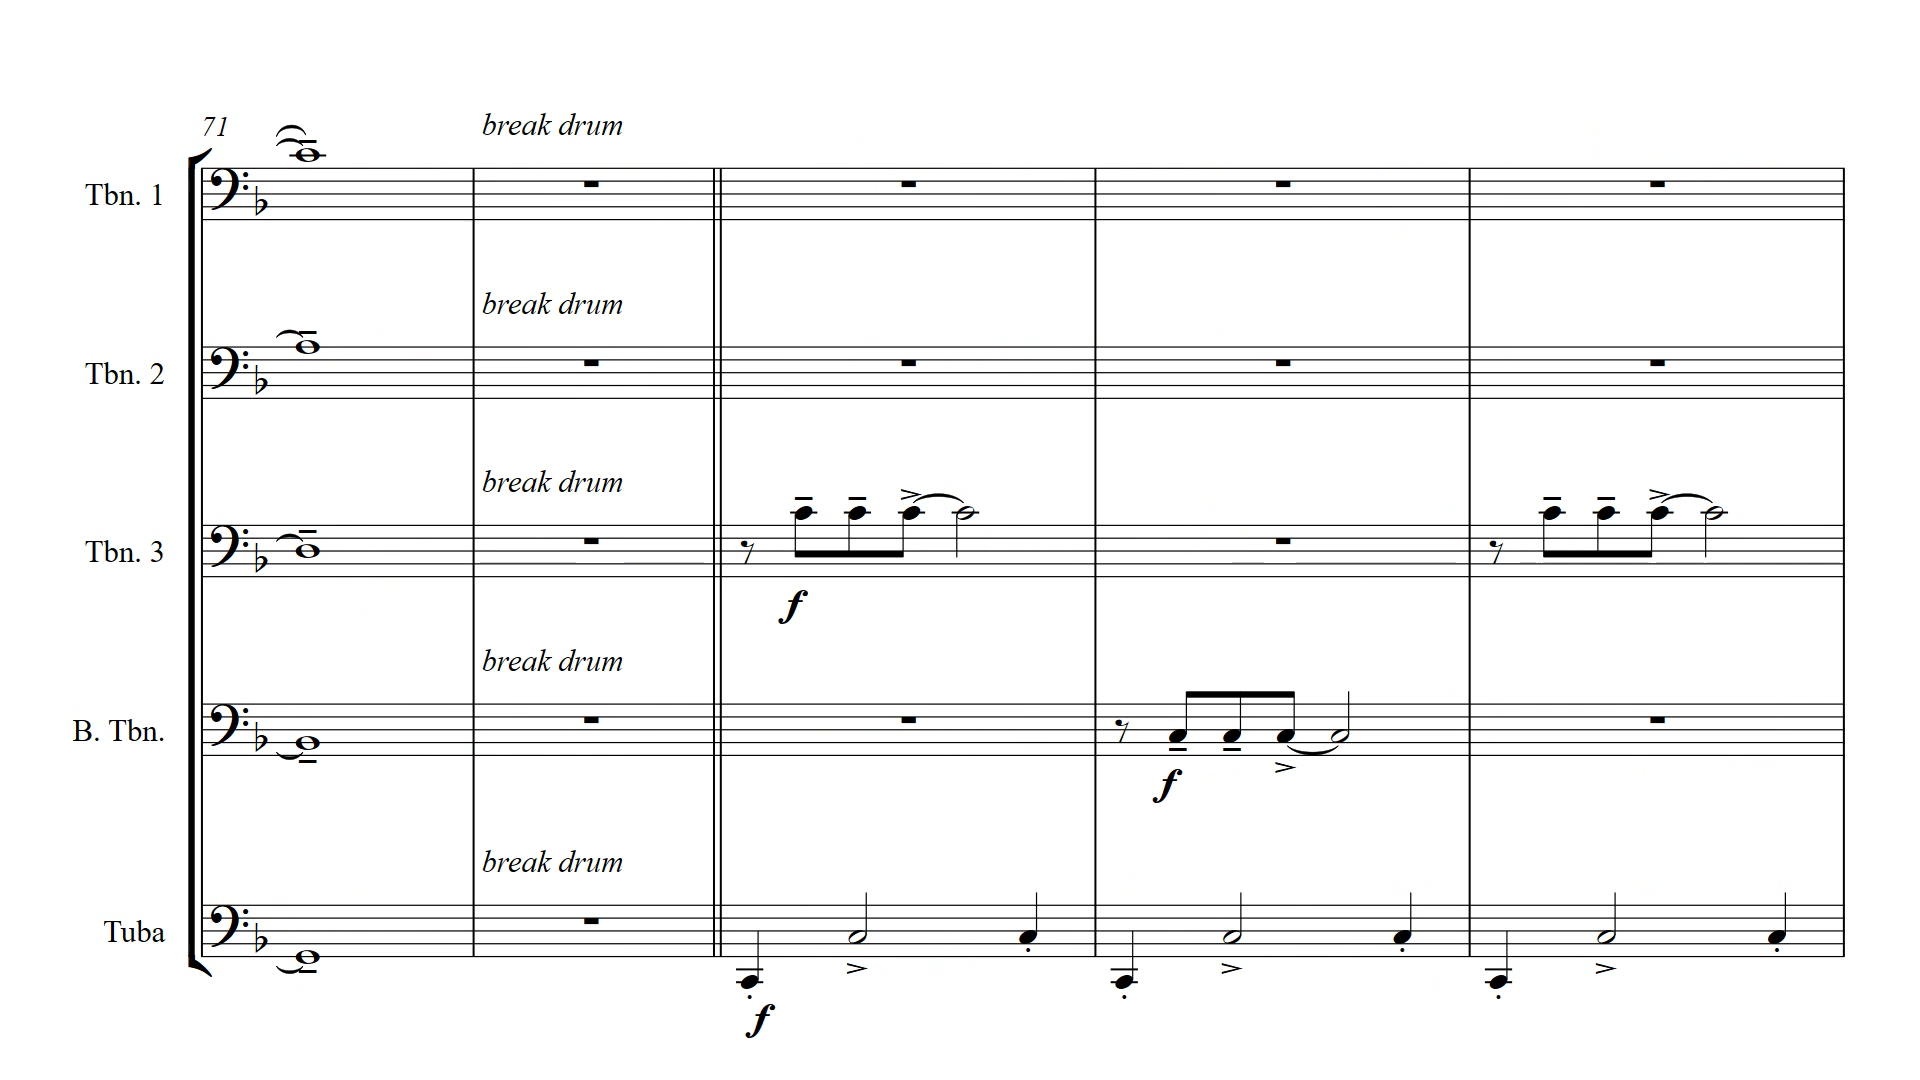 71
break drum
Tbn. 1
break drum
Tbn. 2
break drum
Tbn. 3
f
break drum
B. Tbn.
f
break drum
Tuba
f